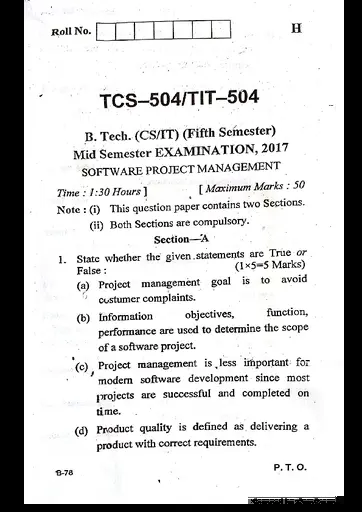 Roll No.
H
TCS–504/TIT–504
B. Tech. (CS/IT) (Fifth Semester)
Mid Semester EXAMINATION, 2017
SOFTWARE PROJECT MANAGEMENT
Time : 1:30 Hours ] [ Maximum Marks : 50
Note : (i) This question paper contains two Sections.
(ii) Both Sections are compulsory.
Section—A
1. State whether the given statements are True or
False : (1×5=5 Marks)
(a) Project management goal is to avoid
customer complaints.
(b) Information objectives, function,
performance are used to determine the scope
of a software project.
(c) Project management is less important for
modern software development since most
projects are successful and completed on
time.
(d) Product quality is defined as delivering a
product with correct requirements.
B-78 P. T. O.